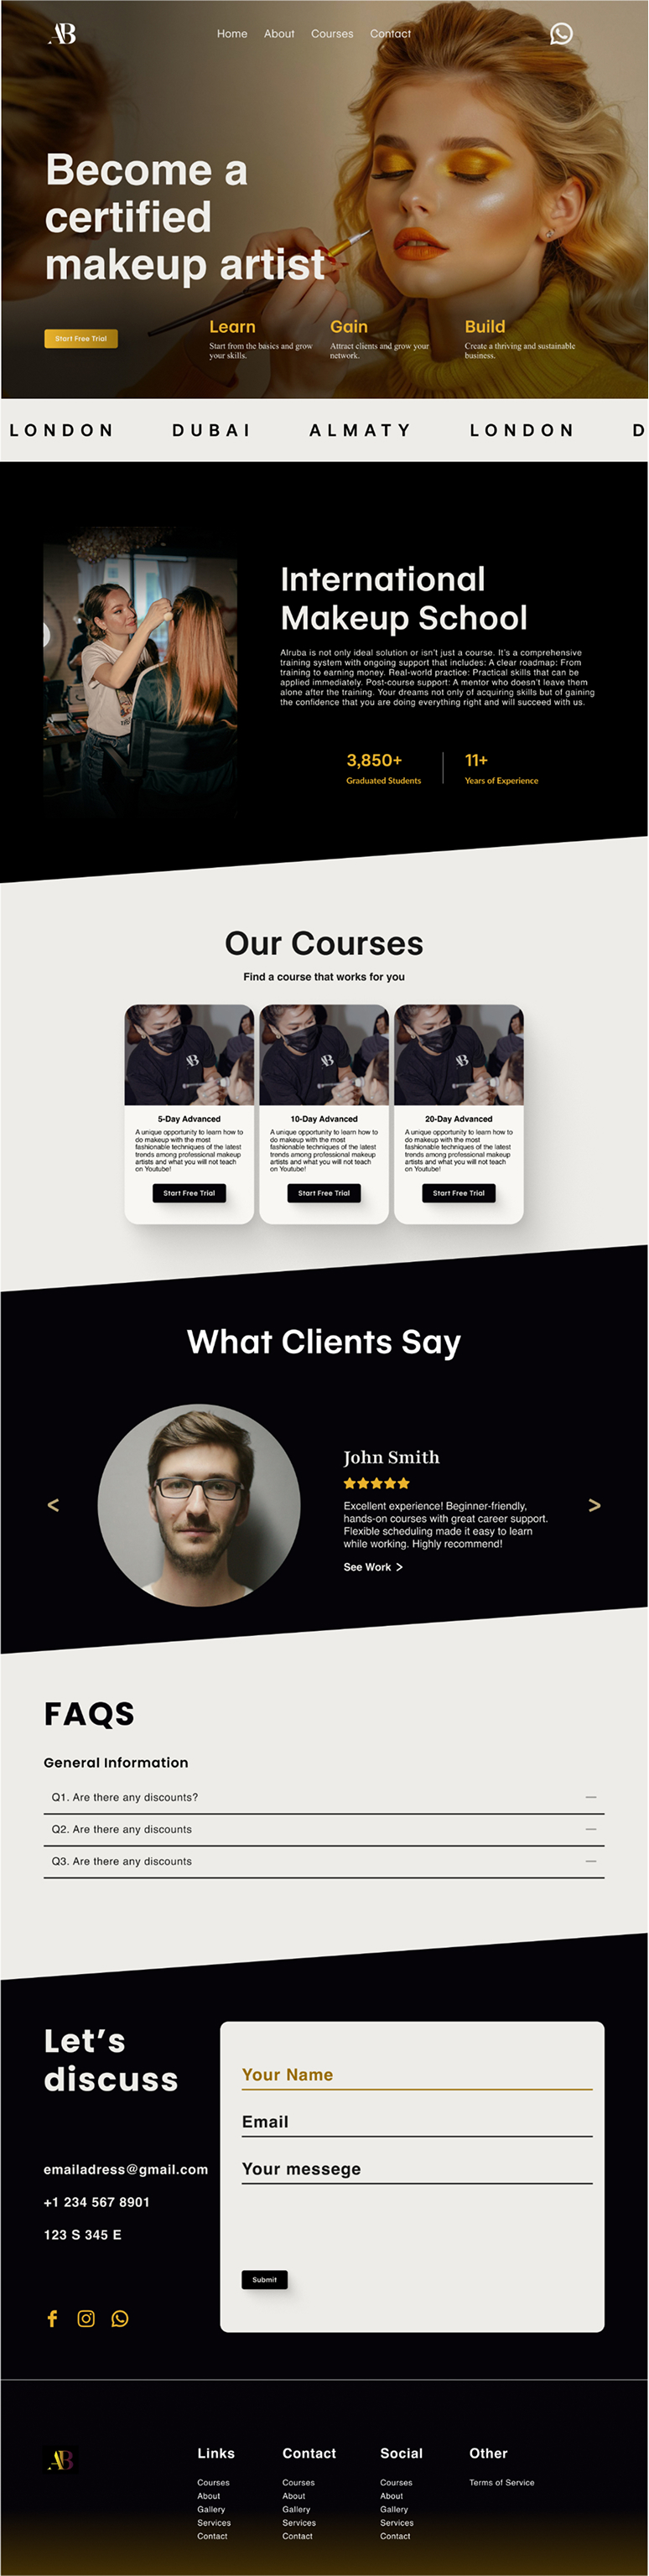 AB
Home About Courses Contact
Become a
certified
makeup artist
Start Free Trial
Learn
Start from the basics and grow
your skills.
Gain
Attract clients and grow your
network.
Build
Create a thriving and sustainable
business.
LONDON DUBAI ALMATY LONDON D
International
Makeup School
Alruba is not only ideal solution or isn't just a course. It's a comprehensive
training system with ongoing support that includes: A clear roadmap: From
training to earning money. Real-world practice: Practical skills that can be
applied immediately. Post-course support: A mentor who doesn't leave them
alone after the training. Your dreams not only of acquiring skills but of gaining
the confidence that you are doing everything right and will succeed with us.
3,850+
Graduated Students
11+
Years of Experience
Our Courses
Find a course that works for you
AB
5-Day Advanced
A unique opportunity to learn how to
do makeup with the most
fashionable techniques of the latest
trends among professional makeup
artists and what you will not teach
on Youtube!
Start Free Trial
AB
10-Day Advanced
A unique opportunity to learn how to
do makeup with the most
fashionable techniques of the latest
trends among professional makeup
artists and what you will not teach
on Youtube!
Start Free Trial
AB
20-Day Advanced
A unique opportunity to learn how to
do makeup with the most
fashionable techniques of the latest
trends among professional makeup
artists and what you will not teach
on Youtube!
Start Free Trial
What Clients Say
<
John Smith
Excellent experience! Beginner-friendly,
hands-on courses with great career support.
Flexible scheduling made it easy to learn
while working. Highly recommend!
See Work >
>
FAQS
General Information
Q1. Are there any discounts?
Q2. Are there any discounts
Q3. Are there any discounts
Let's
discuss
emailadress@gmail.com
+1 234 567 8901
123 S 345 E
Your Name
Email
Your messege
Submit
AB
Links
Courses
About
Gallery
Services
Contact
Contact
Courses
About
Gallery
Services
Contact
Social
Courses
About
Gallery
Services
Contact
Other
Terms of Service